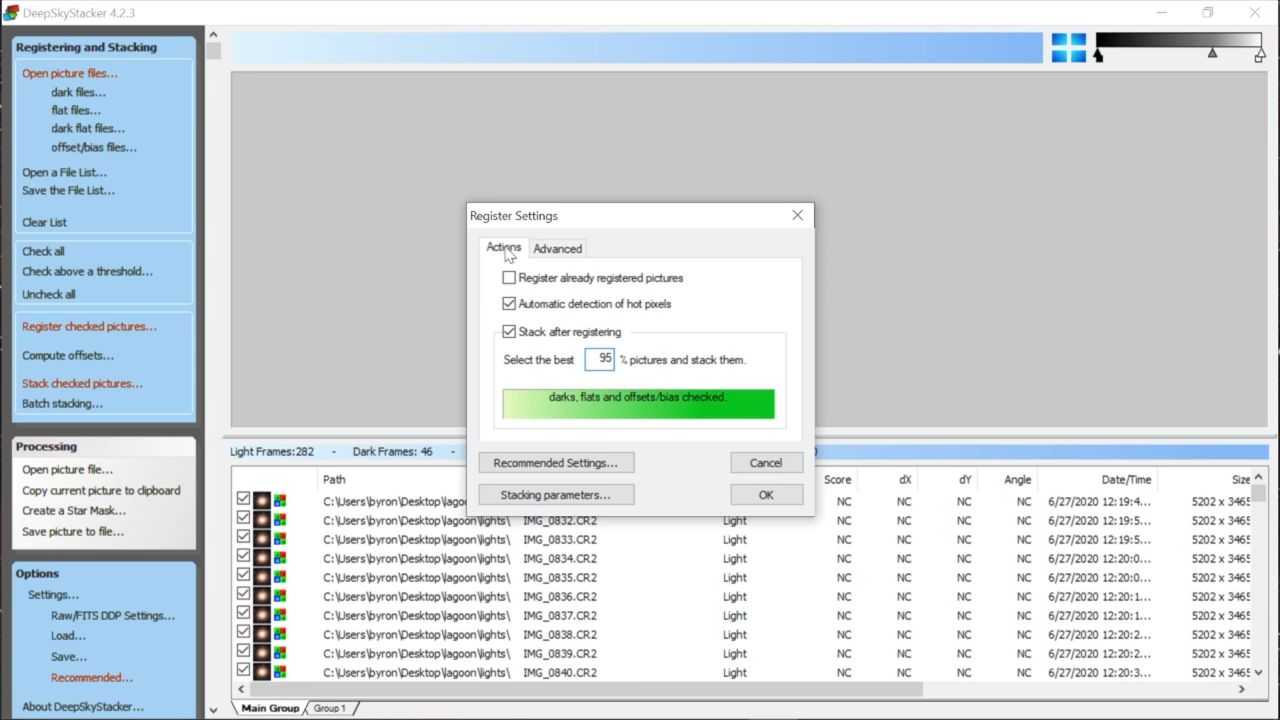 DeepSkyStacker 4.2.3
Registering and Stacking
Open picture files...
dark files...
flat files...
dark flat files...
offset/bias files...
Open a File List...
Save the File List...
Clear List
Check all
Check above a threshold...
Uncheck all
Register checked pictures...
Compute offsets...
Stack checked pictures...
Batch stacking...
Processing
Open picture file...
Copy current picture to clipboard
Create a Star Mask...
Save picture to file...
Options
Settings...
Raw/FITS DDP Settings...
Load...
Save...
Recommended...
About DeepSkyStacker...
Register Settings
Actions Advanced
Register already registered pictures
Automatic detection of hot pixels
Stack after registering
Select the best 95 % pictures and stack them.
darks, flats and offsets/bias checked.
Recommended Settings... Cancel
Stacking parameters... OK
Light Frames:282 - Dark Frames: 46 -
Path Score dX dY Angle Date/Time Size
C:\Users\byron\Desktop\lagoo NC NC NC NC 6/27/2020 12:19:4... 5202 x 3465
C:\Users\byron\Desktop\lagoon\lights\ IMG_0832.CR2 Light NC NC NC NC 6/27/2020 12:19:5... 5202 x 3465
C:\Users\byron\Desktop\lagoon\lights\ IMG_0833.CR2 Light NC NC NC NC 6/27/2020 12:19:5... 5202 x 3465
C:\Users\byron\Desktop\lagoon\lights\ IMG_0834.CR2 Light NC NC NC NC 6/27/2020 12:20:0... 5202 x 3465
C:\Users\byron\Desktop\lagoon\lights\ IMG_0835.CR2 Light NC NC NC NC 6/27/2020 12:20:0... 5202 x 3465
C:\Users\byron\Desktop\lagoon\lights\ IMG_0836.CR2 Light NC NC NC NC 6/27/2020 12:20:1... 5202 x 3465
C:\Users\byron\Desktop\lagoon\lights\ IMG_0837.CR2 Light NC NC NC NC 6/27/2020 12:20:1... 5202 x 3465
C:\Users\byron\Desktop\lagoon\lights\ IMG_0838.CR2 Light NC NC NC NC 6/27/2020 12:20:2... 5202 x 3465
C:\Users\byron\Desktop\lagoon\lights\ IMG_0839.CR2 Light NC NC NC NC 6/27/2020 12:20:2... 5202 x 3465
C:\Users\byron\Desktop\lagoon\lights\ IMG_0840.CR2 Light NC NC NC NC 6/27/2020 12:20:3... 5202 x 3465
Main Group Group 1